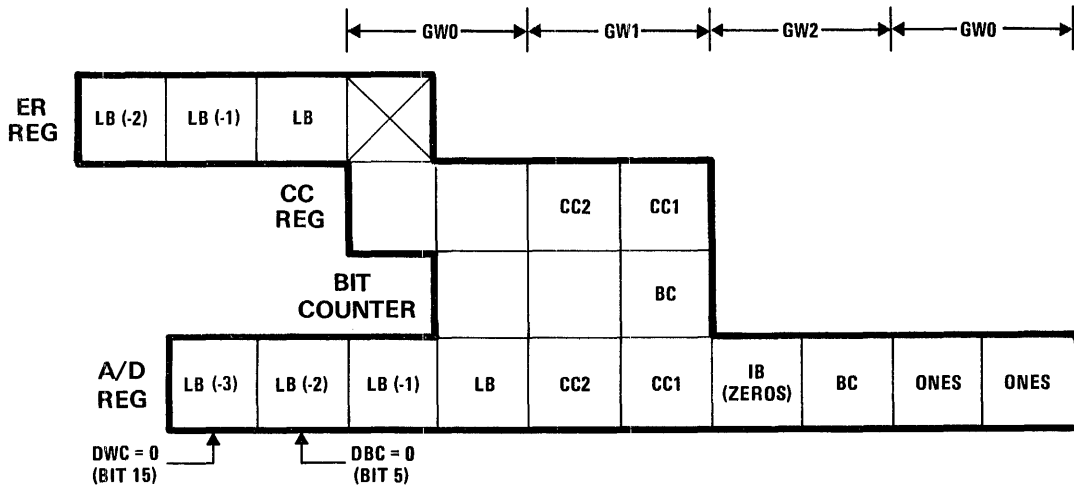 GW0 GW1 GW2 GW0
ER
REG
LB (-2) LB (-1) LB
CC
REG
CC2 CC1
BIT
COUNTER
BC
A/D
REG
LB (-3) LB (-2) LB (-1) LB CC2 CC1 IB
(ZEROS) BC ONES ONES
DWC = 0
(BIT 15)
DBC = 0
(BIT 5)